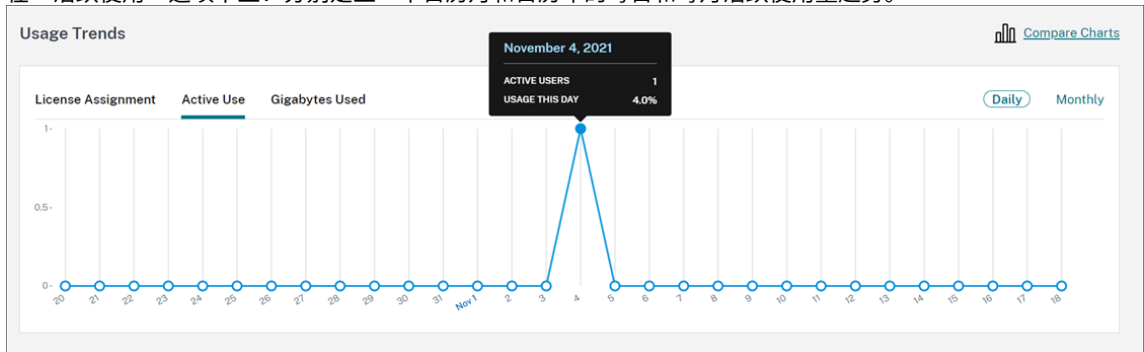 Usage Trends
Compare Charts
November 4, 2021
ACTIVE USERS 1
USAGE THIS DAY 4.0%
License Assignment Active Use Gigabytes Used
Daily Monthly
1-
0.5-
0-
20 21 22 23 24 25 26 27 28 29 30 31 Nov 1 2 3 4 5 6 7 8 9 10 11 12 13 14 15 16 17 18